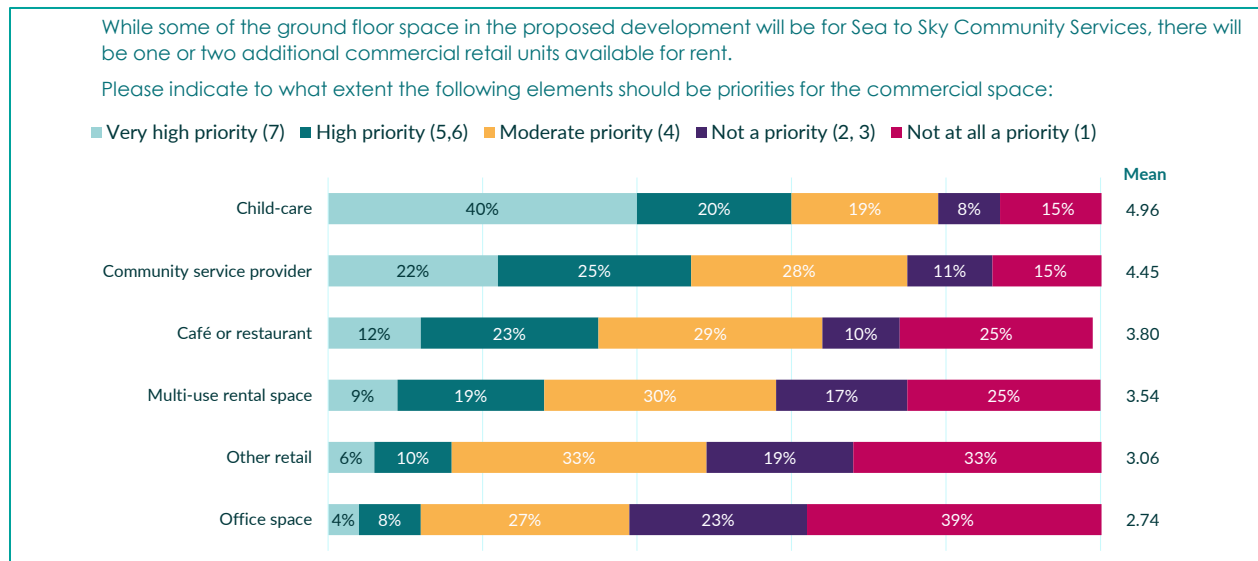 While some of the ground floor space in the proposed development will be for Sea to Sky Community Services, there will
be one or two additional commercial retail units available for rent.
Please indicate to what extent the following elements should be priorities for the commercial space:
Very high priority (7) High priority (5,6) Moderate priority (4) Not a priority (2, 3) Not at all a priority (1)
Mean
Child-care 40% 20% 19% 8% 15% 4.96
Community service provider 22% 25% 28% 11% 15% 4.45
Café or restaurant 12% 23% 29% 10% 25% 3.80
Multi-use rental space 9% 19% 30% 17% 25% 3.54
Other retail 6% 10% 33% 19% 33% 3.06
Office space 4% 8% 27% 23% 39% 2.74